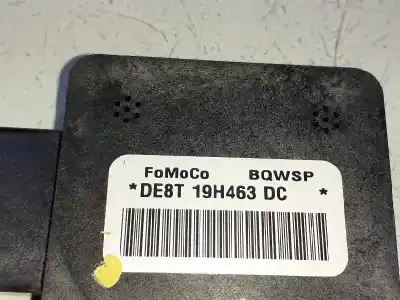 FoMoCo BQWSP
*DE8T 19H463 DC *